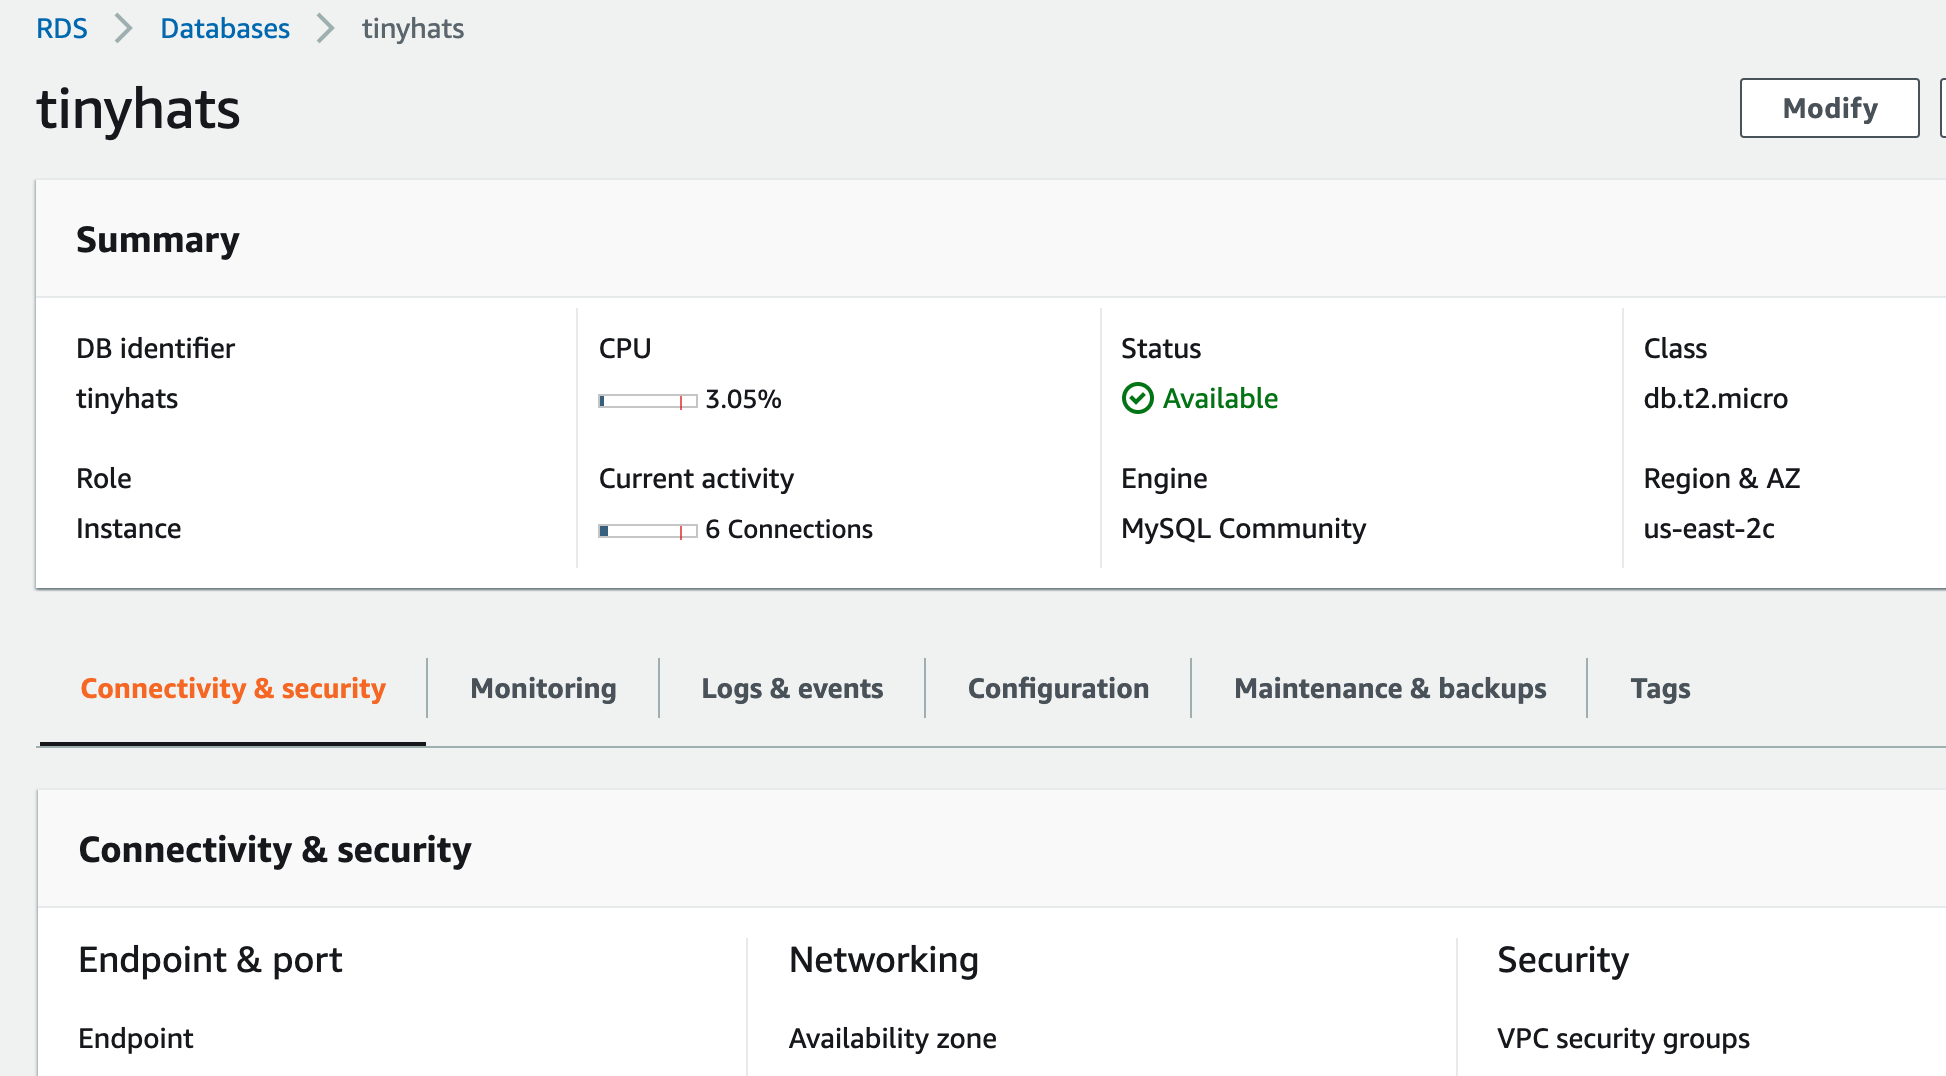 RDS > Databases > tinyhats
tinyhats
Modify
Summary
DB identifier
tinyhats
CPU
3.05%
Status
Available
Class
db.t2.micro
Role
Instance
Current activity
6 Connections
Engine
MySQL Community
Region & AZ
us-east-2c
Connectivity & security
Monitoring
Logs & events
Configuration
Maintenance & backups
Tags
Connectivity & security
Endpoint & port
Endpoint
Networking
Availability zone
Security
VPC security groups